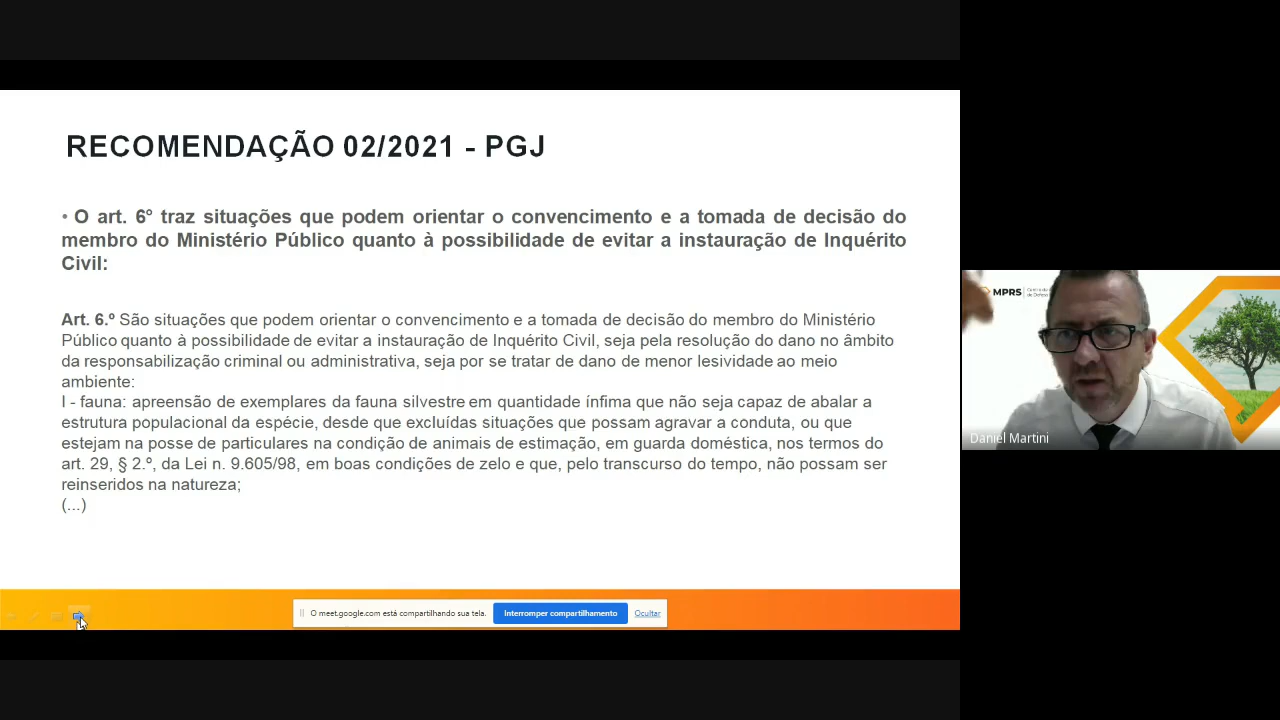 RECOMENDAÇÃO 02/2021 - PGJ
• O art. 6° traz situações que podem orientar o convencimento e a tomada de decisão do
membro do Ministério Público quanto à possibilidade de evitar a instauração de Inquérito
Civil:
Art. 6.º São situações que podem orientar o convencimento e a tomada de decisão do membro do Ministério
Público quanto à possibilidade de evitar a instauração de Inquérito Civil, seja pela resolução do dano no âmbito
da responsabilização criminal ou administrativa, seja por se tratar de dano de menor lesividade ao meio
ambiente:
I - fauna: apreensão de exemplares da fauna silvestre em quantidade ínfima que não seja capaz de abalar a
estrutura populacional da espécie, desde que excluídas situações que possam agravar a conduta, ou que
estejam na posse de particulares na condição de animais de estimação, em guarda doméstica, nos termos do
art. 29, § 2.º, da Lei n. 9.605/98, em boas condições de zelo e que, pelo transcurso do tempo, não possam ser
reinseridos na natureza;
(...)
O meet.google.com está compartilhando sua tela.
Interromper compartilhamento
Ocultar
MPRS
de Defesa
Daniel Martini